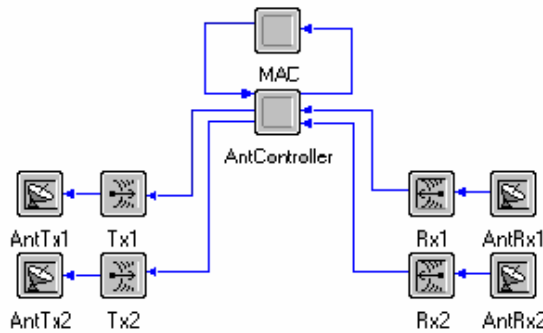 MAC
AntController
AntTx1 Tx1 Rx1 AntRx1
AntTx2 Tx2 Rx2 AntRx2